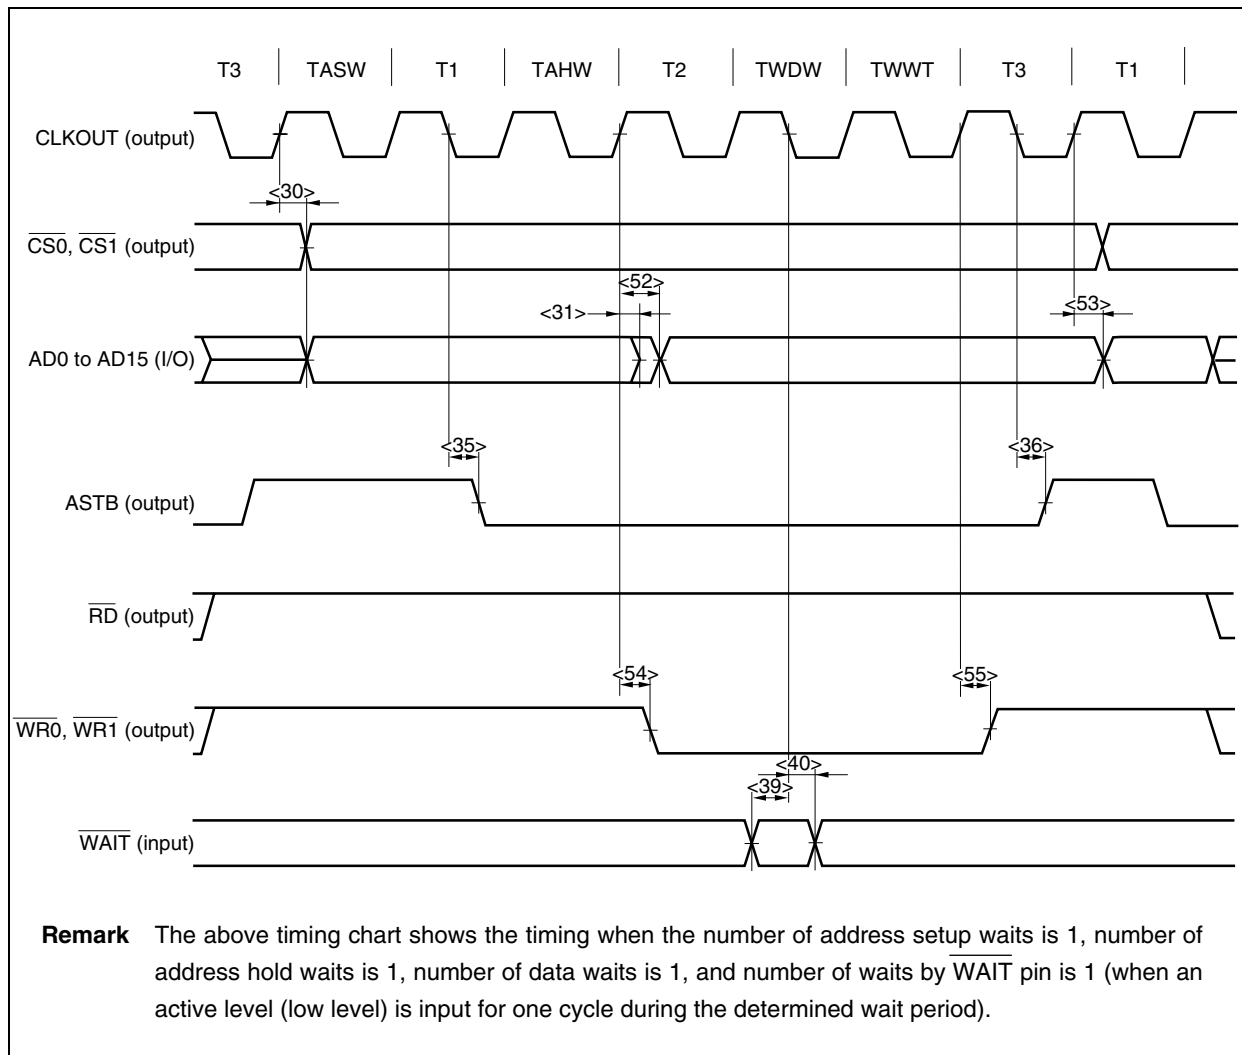 T3 TASW T1 TAHW T2 TWDW TWWT T3 T1
CLKOUT (output)
<30>
CS0, CS1 (output)
<52>
<31>
<53>
AD0 to AD15 (I/O)
<35>
<36>
ASTB (output)
RD (output)
<54>
<55>
WR0, WR1 (output)
<40>
<39>
WAIT (input)
Remark The above timing chart shows the timing when the number of address setup waits is 1, number of
address hold waits is 1, number of data waits is 1, and number of waits by WAIT pin is 1 (when an
active level (low level) is input for one cycle during the determined wait period).